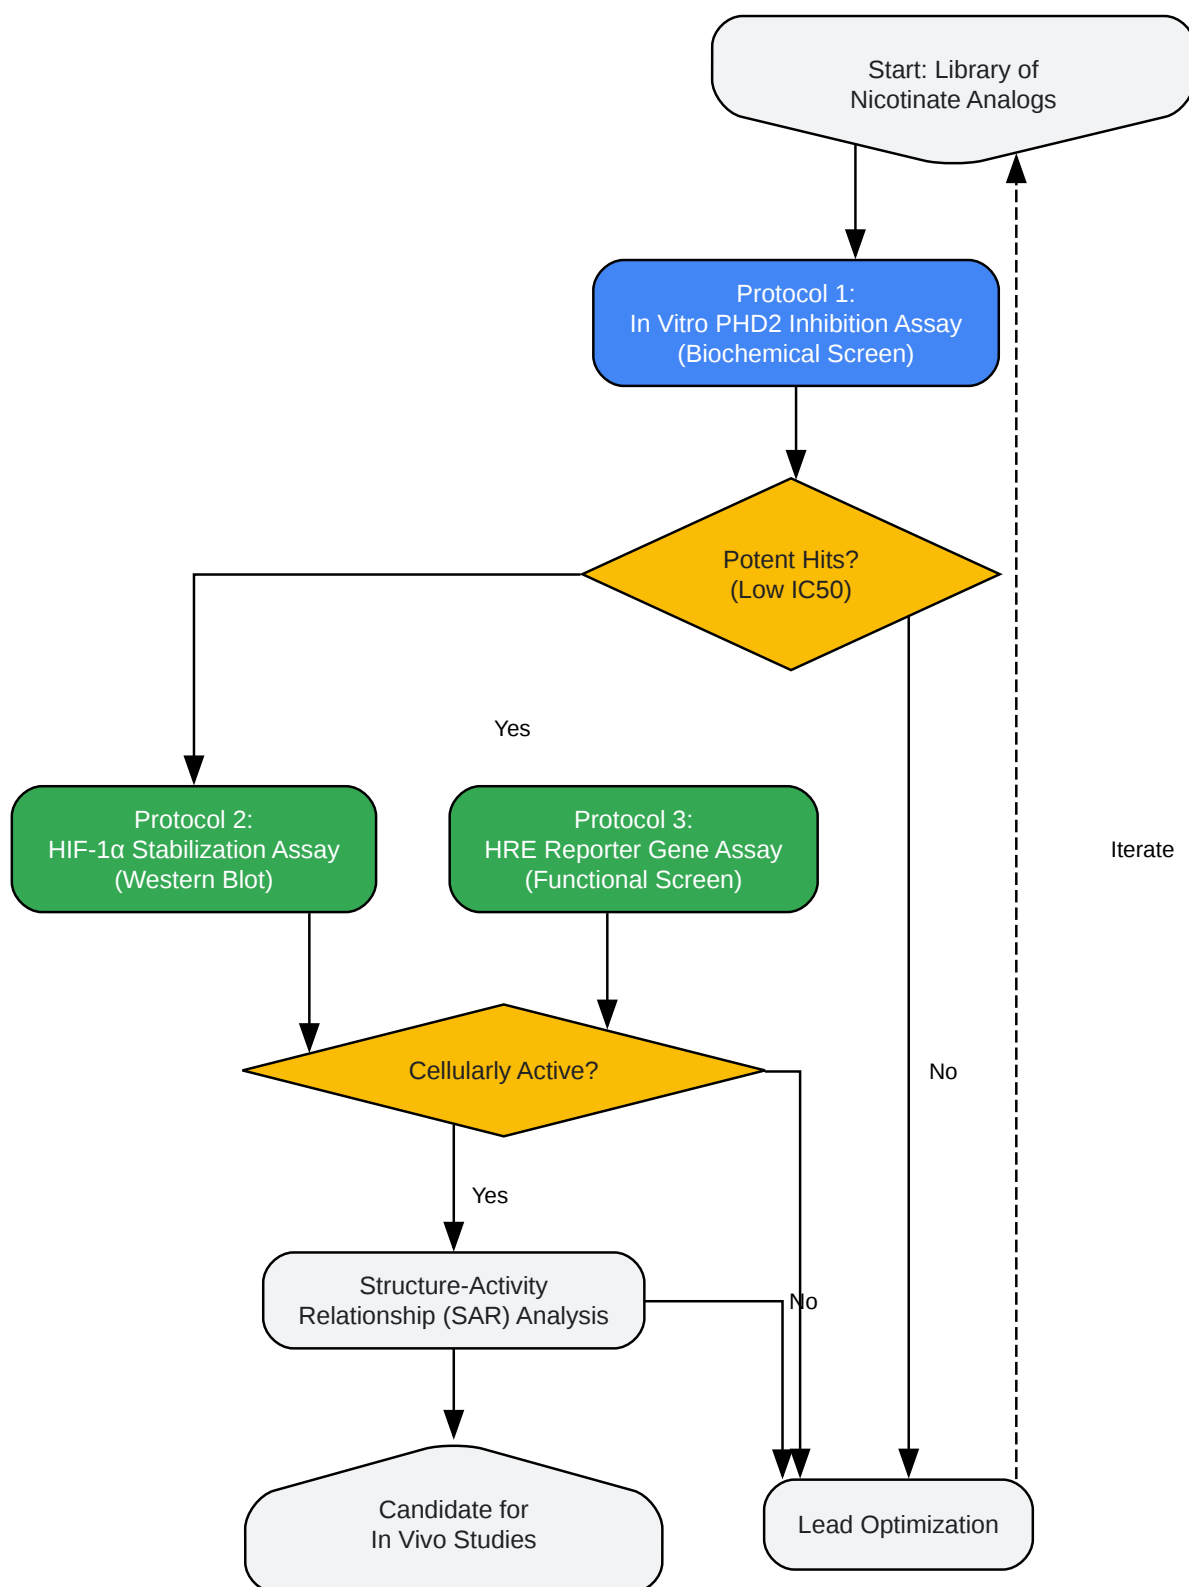 Start: Library of
Nicotinate Analogs
Protocol 1:
In Vitro PHD2 Inhibition Assay
(Biochemical Screen)
Potent Hits?
(Low IC50)
Yes
Protocol 2:
HIF-1α Stabilization Assay
(Western Blot)
Protocol 3:
HRE Reporter Gene Assay
(Functional Screen)
Iterate
Cellularly Active?
No
Yes
Structure-Activity
Relationship (SAR) Analysis
No
Candidate for
In Vivo Studies
Lead Optimization